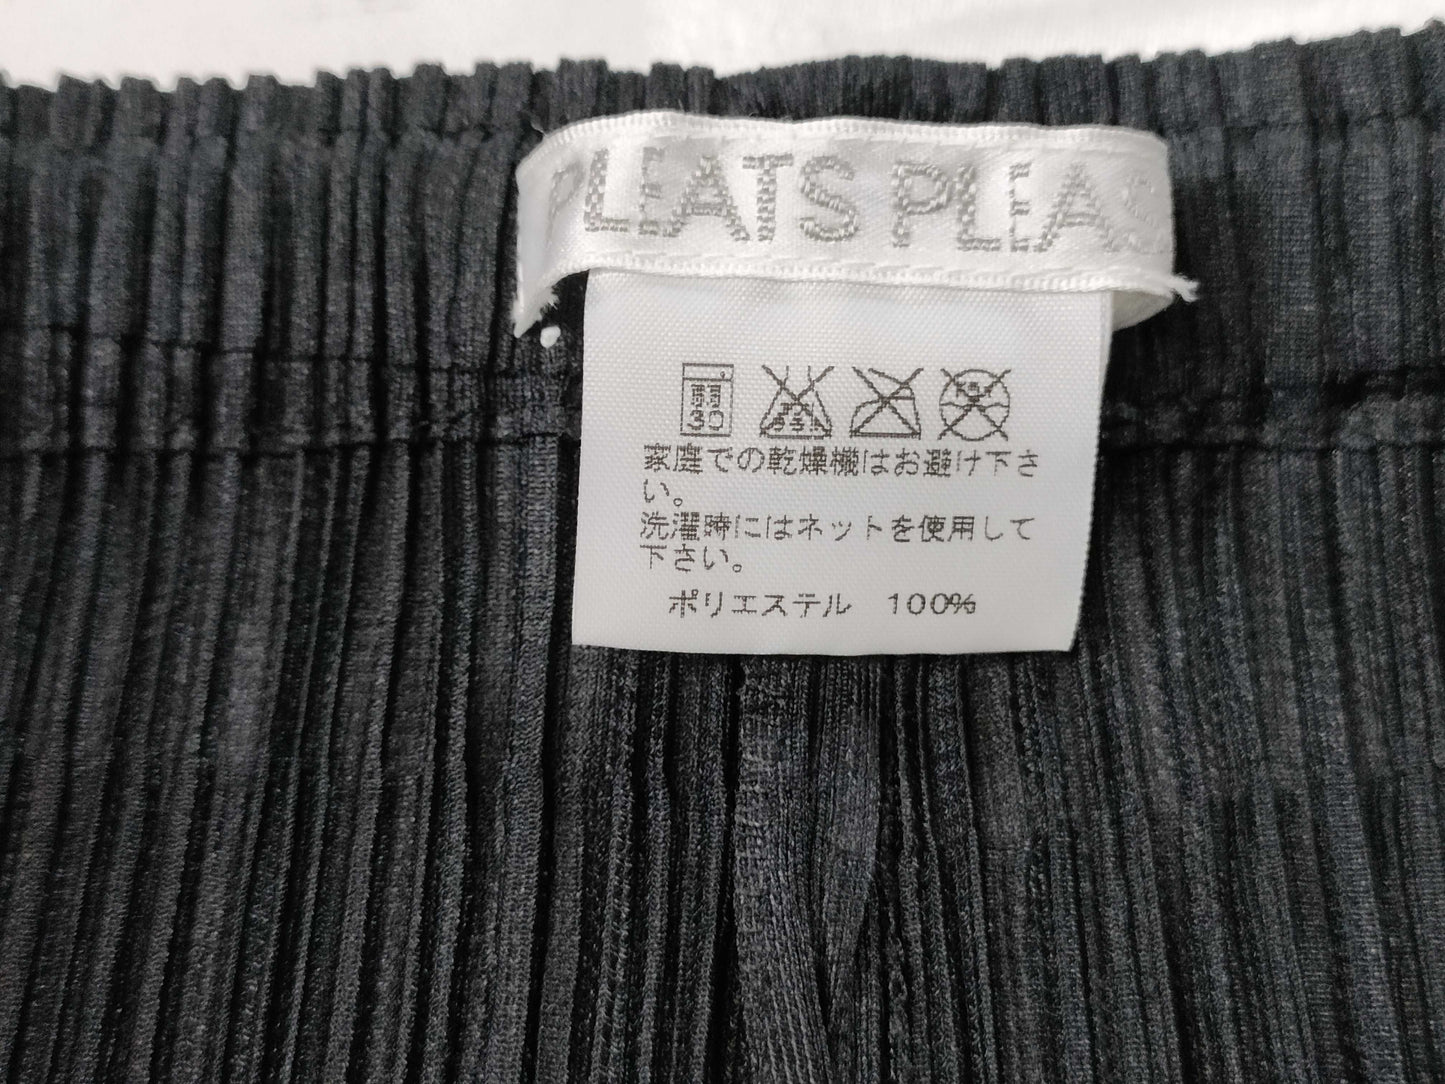 PLEATS PLEAS
弱
30
家庭での乾燥機はお避け下さ
い。
洗濯時にはネットを使用して
下さい。
ポリエステル 100%